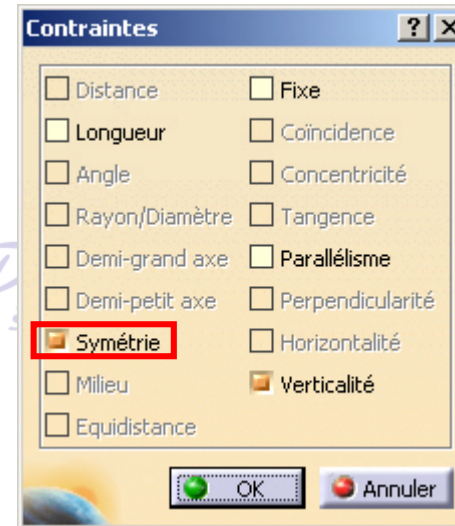 Contraintes
Distance Fixe
Longueur Coïncidence
Angle Concentricité
Rayon/Diamètre Tangence
Demi-grand axe Parallélisme
Demi-petit axe Perpendicularité
Symétrie Horizontalité
Milieu Verticalité
Equidistance
OK Annuler